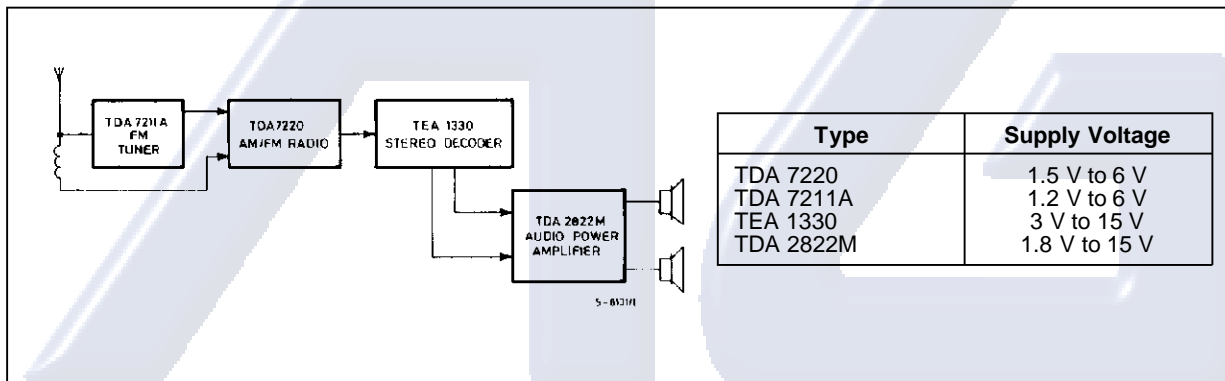 TDA 7211A
FM
TUNER
TDA7220
AM/FM RADIO
TEA 1330
STEREO DECODER
TDA 2822M
AUDIO POWER
AMPLIFIER
Type Supply Voltage
TDA 7220 1.5 V to 6 V
TDA 7211A 1.2 V to 6 V
TEA 1330 3 V to 15 V
TDA 2822M 1.8 V to 15 V